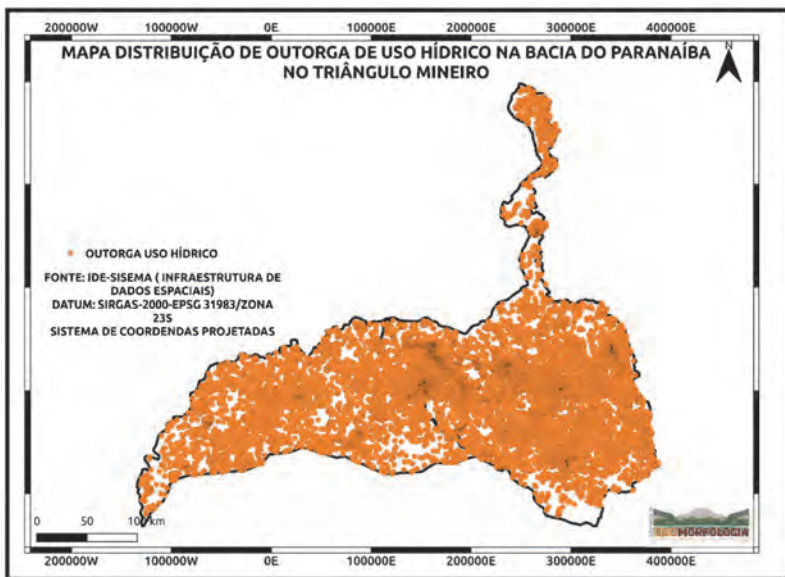 200000W 100000W 0E 100000E 200000E 300000E 400000E
MAPA DISTRIBUIÇÃO DE OUTORGA DE USO HÍDRICO NA BACIA DO PARANAÍBA
NO TRIÂNGULO MINEIRO
N
OUTORGA USO HÍDRICO
FONTE: IDE-SISEMA ( INFRAESTRUTURA DE
DADOS ESPACIAIS)
DATUM: SIRGAS-2000-EPSG 31983/ZONA
23S
SISTEMA DE COORDENDAS PROJETADAS
0 50 100 km
MORFOLOGIA
200000W 100000W 0E 100000E 200000E 300000E 400000E